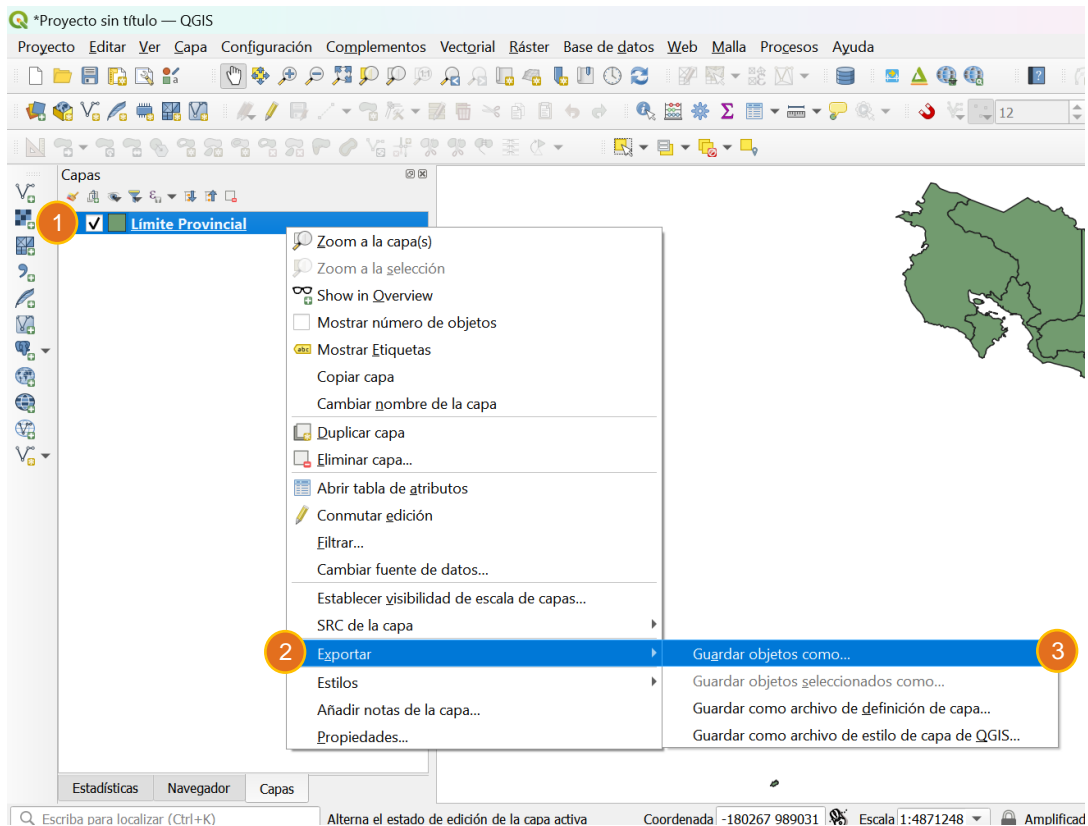 *Proyecto sin título — QGIS
Proyecto Editar Ver Capa Configuración Complementos Vectorial Ráster Base de datos Web Malla Procesos Ayuda
12
Capas
1
Límite Provincial
Zoom a la capa(s)
Zoom a la selección
Show in Overview
Mostrar número de objetos
abc Mostrar Etiquetas
Copiar capa
Cambiar nombre de la capa
Duplicar capa
Eliminar capa...
Abrir tabla de atributos
Conmutar edición
Filtrar...
Cambiar fuente de datos...
Establecer visibilidad de escala de capas...
SRC de la capa
2 Exportar
Guardar objetos como... 3
Estilos
Guardar objetos seleccionados como...
Añadir notas de la capa...
Guardar como archivo de definición de capa...
Propiedades...
Guardar como archivo de estilo de capa de QGIS...
Estadísticas Navegador Capas
Escriba para localizar (Ctrl+K) Alterna el estado de edición de la capa activa Coordenada -180267 989031 Escala 1:4871248 Amplificad